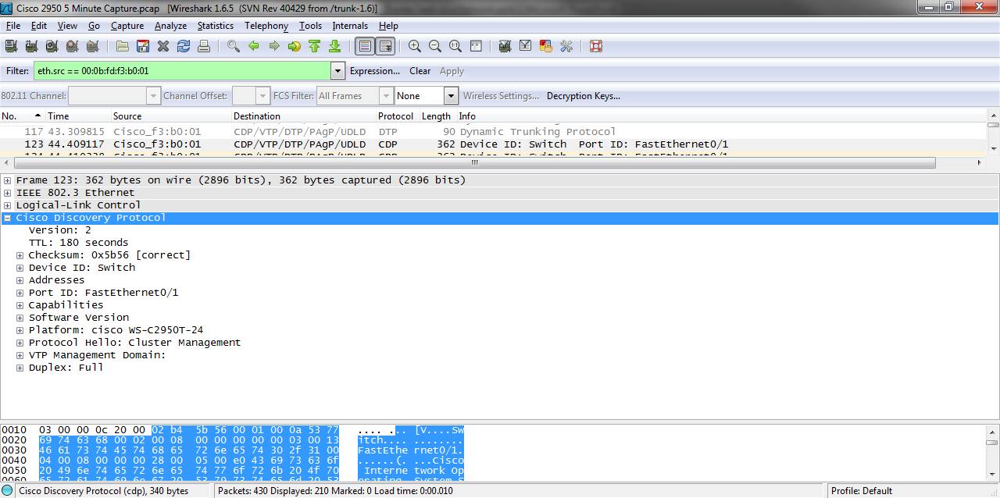 Cisco 2950 5 Minute Capture.pcap [Wireshark 1.6.5 (SVN Rev 40429 from /trunk-1.6)]
File Edit View Go Capture Analyze Statistics Telephony Tools Internals Help
Filter: eth.src == 00:0b:fd:f3:b0:01 Expression... Clear Apply
802.11 Channel: Channel Offset: FCS Filter: All Frames None Wireless Settings... Decryption Keys...
No. Time Source Destination Protocol Length Info
117 43.309815 Cisco_f3:b0:01 CDP/VTP/DTP/PAgP/UDLD DTP 90 Dynamic Trunking Protocol
123 44.409117 Cisco_f3:b0:01 CDP/VTP/DTP/PAgP/UDLD CDP 362 Device ID: Switch Port ID: FastEthernet0/1
Frame 123: 362 bytes on wire (2896 bits), 362 bytes captured (2896 bits)
IEEE 802.3 Ethernet
Logical-Link Control
Cisco Discovery Protocol
Version: 2
TTL: 180 seconds
Checksum: 0x5b56 [correct]
Device ID: Switch
Addresses
Port ID: FastEthernet0/1
Capabilities
Software Version
Platform: cisco WS-C2950T-24
Protocol Hello: Cluster Management
VTP Management Domain:
Duplex: Full
0010 03 00 00 0c 20 00 02 b4 5b 56 00 01 00 0a 53 77 .... ... [V....Sw
0020 69 74 63 68 00 02 00 08 00 00 00 00 00 03 00 13 itch.... ........
0030 46 61 73 74 45 74 68 65 72 6e 65 74 30 2f 31 00 FastEthe rnet0/1.
0040 04 00 08 00 00 00 28 00 05 00 e0 43 69 73 63 6f ......(. ...Cisco
0050 20 49 6e 74 65 72 6e 65 74 77 6f 72 6b 20 4f 70 Interne twork Op
Cisco Discovery Protocol (cdp), 340 bytes Packets: 430 Displayed: 210 Marked: 0 Load time: 0:00.010 Profile: Default